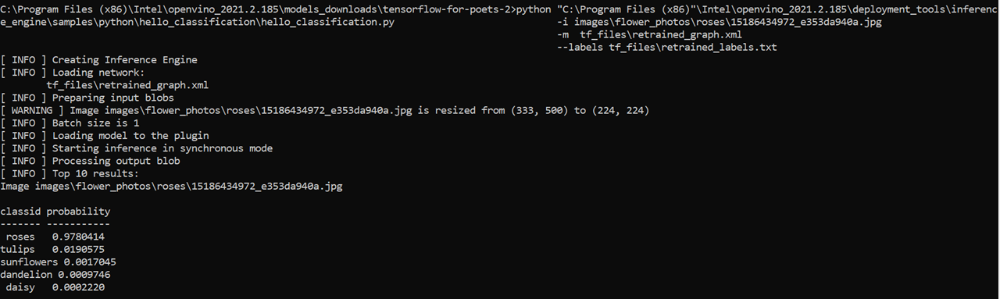 C:\Program Files (x86)\Intel\openvino_2021.2.185\models_downloads\tensorflow-for-poets-2>python "C:\Program Files (x86)"\Intel\openvino_2021.2.185\deployment_tools\inferenc
e_engine\samples\python\hello_classification\hello_classification.py -i images\flower_photos\roses\15186434972_e353da940a.jpg
-m tf_files\retrained_graph.xml
--labels tf_files\retrained_labels.txt
[ INFO ] Creating Inference Engine
[ INFO ] Loading network:
tf_files\retrained_graph.xml
[ INFO ] Preparing input blobs
[ WARNING ] Image images\flower_photos\roses\15186434972_e353da940a.jpg is resized from (333, 500) to (224, 224)
[ INFO ] Batch size is 1
[ INFO ] Loading model to the plugin
[ INFO ] Starting inference in synchronous mode
[ INFO ] Processing output blob
[ INFO ] Top 10 results:
Image images\flower_photos\roses\15186434972_e353da940a.jpg
classid probability
------- -----------
roses 0.9780414
tulips 0.0190575
sunflowers 0.0017045
dandelion 0.0009746
daisy 0.0002220